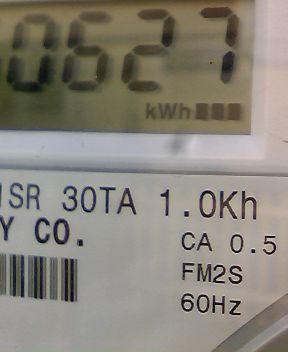 0627
kWh
SR 30TA 1.0Kh
Y CO.
CA 0.5
FM2S
60Hz